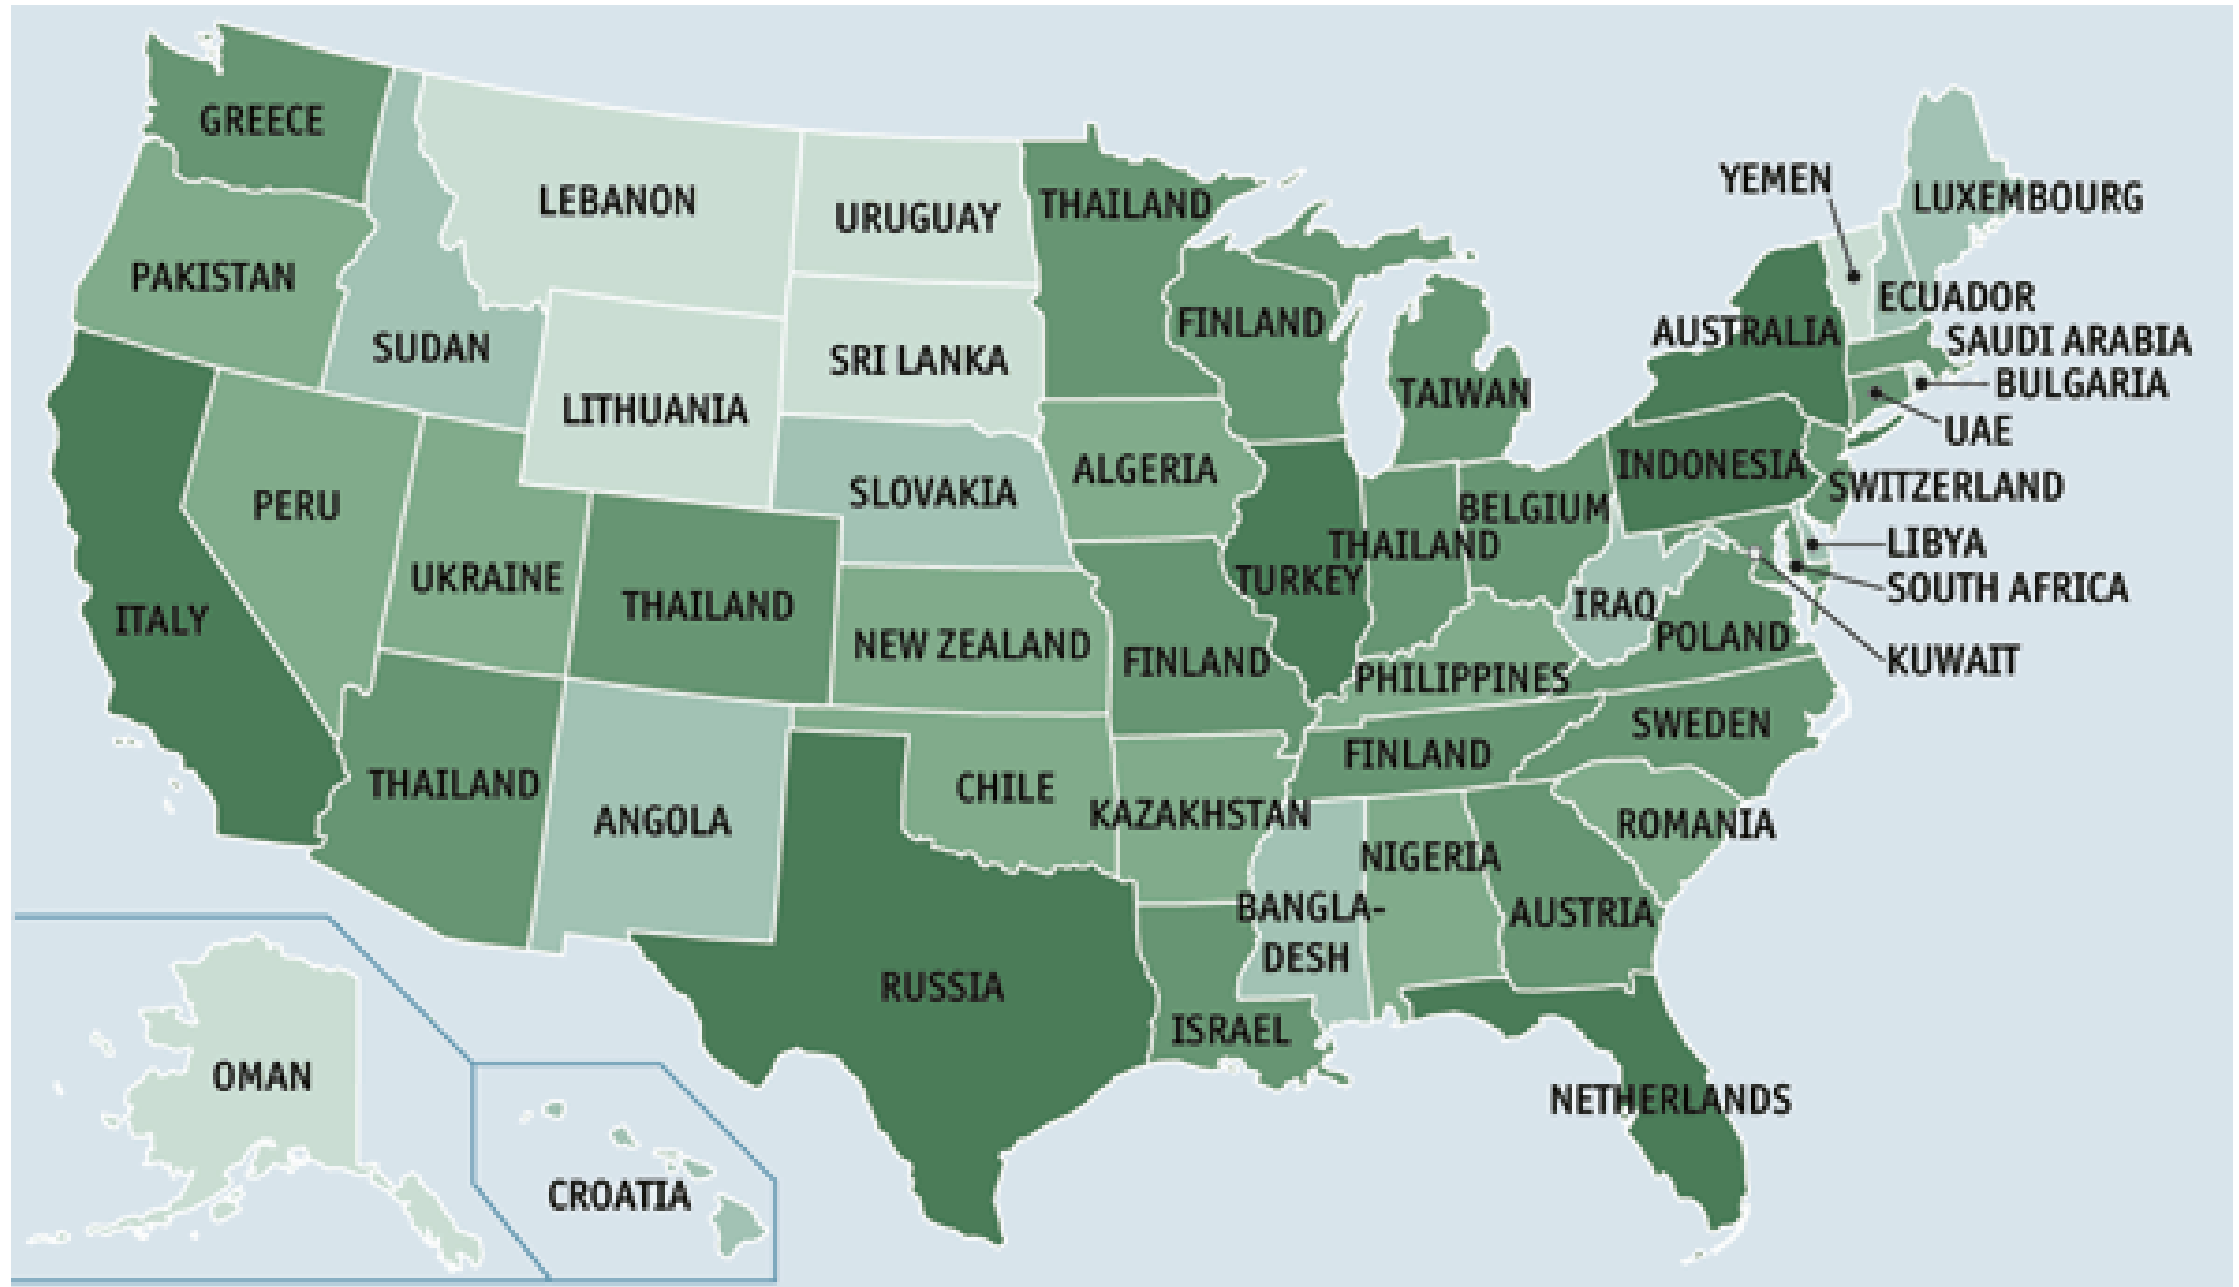 GREECE
YEMEN
LUXEMBOURG
LEBANON
URUGUAY
THAILAND
PAKISTAN
ECUADOR
SUDAN
FINLAND
AUSTRALIA
SAUDI ARABIA
SRI LANKA
TAIWAN
BULGARIA
LITHUANIA
UAE
ALGERIA
INDONESIA
PERU
SLOVAKIA
BELGIUM
SWITZERLAND
THAILAND
LIBYA
UKRAINE
TURKEY
SOUTH AFRICA
ITALY
THAILAND
IRAQ
POLAND
NEW ZEALAND
FINLAND
PHILIPPINES
KUWAIT
SWEDEN
FINLAND
THAILAND
CHILE
ANGOLA
KAZAKHSTAN
ROMANIA
NIGERIA
BANGLA-
DESH
AUSTRIA
RUSSIA
ISRAEL
OMAN
NETHERLANDS
CROATIA